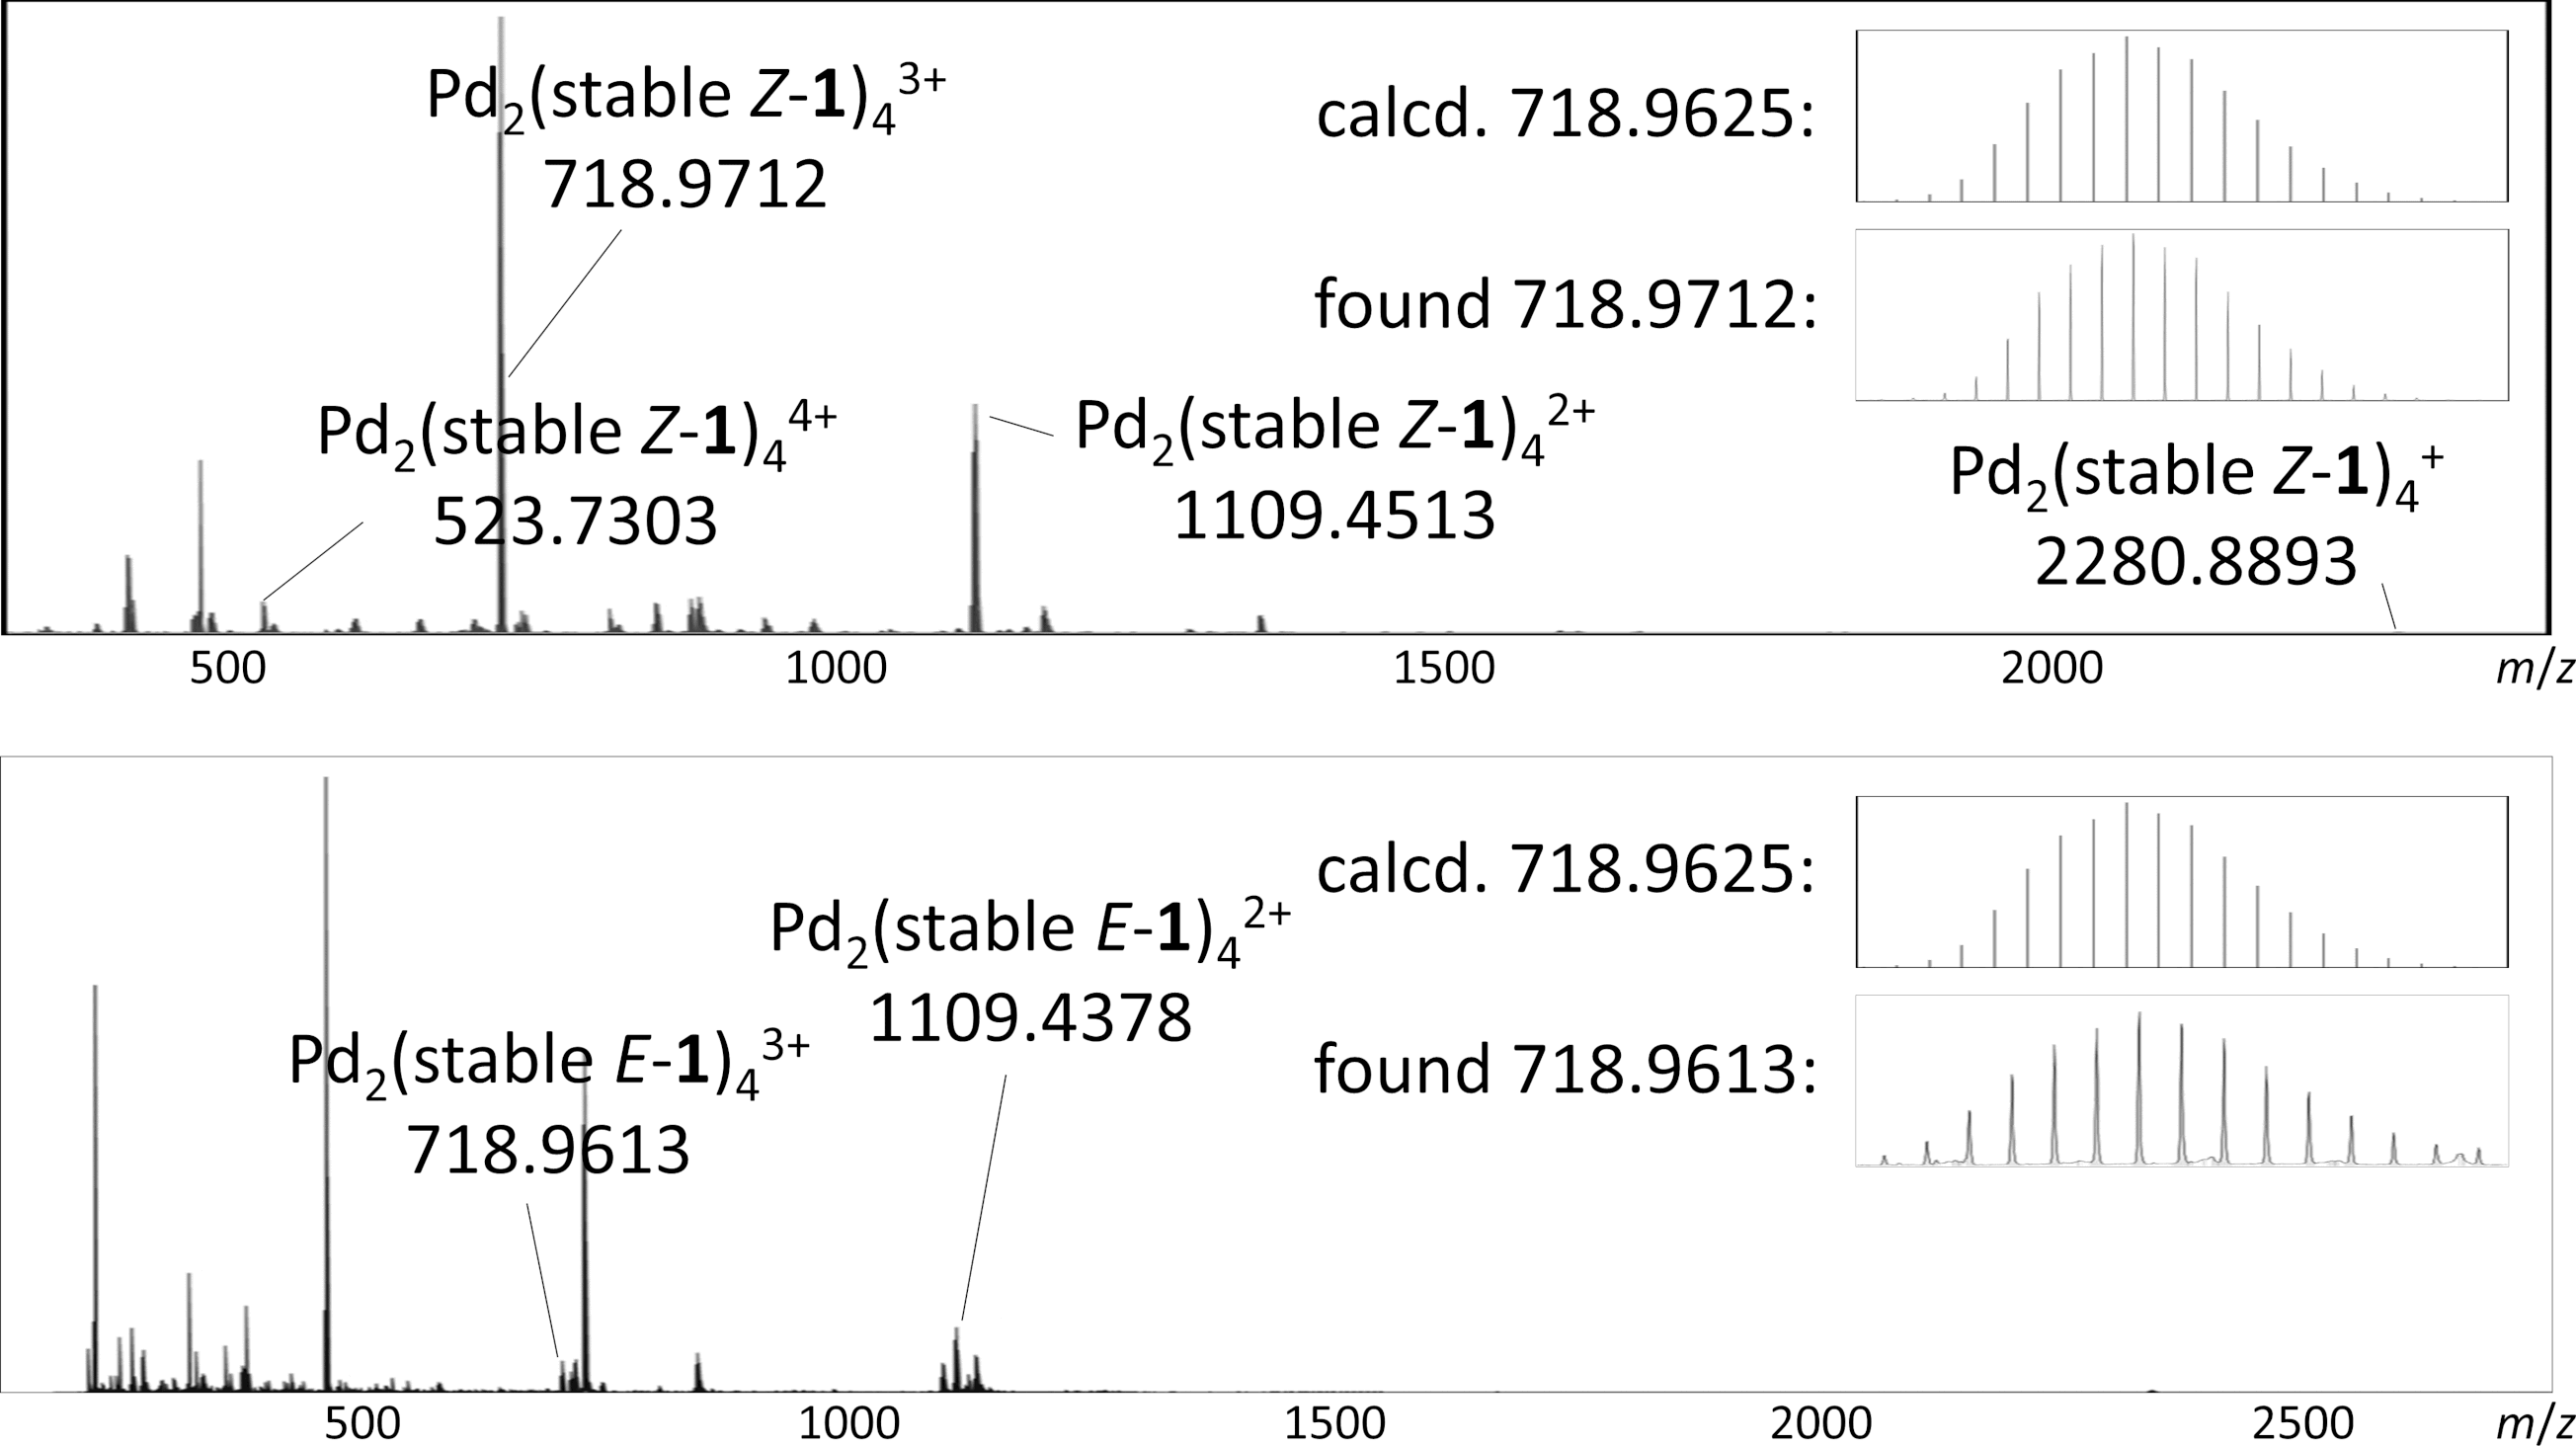 Pd2(stable Z-1)4 3+
718.9712
calcd. 718.9625:
found 718.9712:
Pd2(stable Z-1)4 4+
523.7303
Pd2(stable Z-1)4 2+
1109.4513
Pd2(stable Z-1)4 +
2280.8893
500 1000 1500 2000 m/z
calcd. 718.9625:
Pd2(stable E-1)4 2+
1109.4378
Pd2(stable E-1)4 3+
718.9613
found 718.9613:
500 1000 1500 2000 2500 m/z